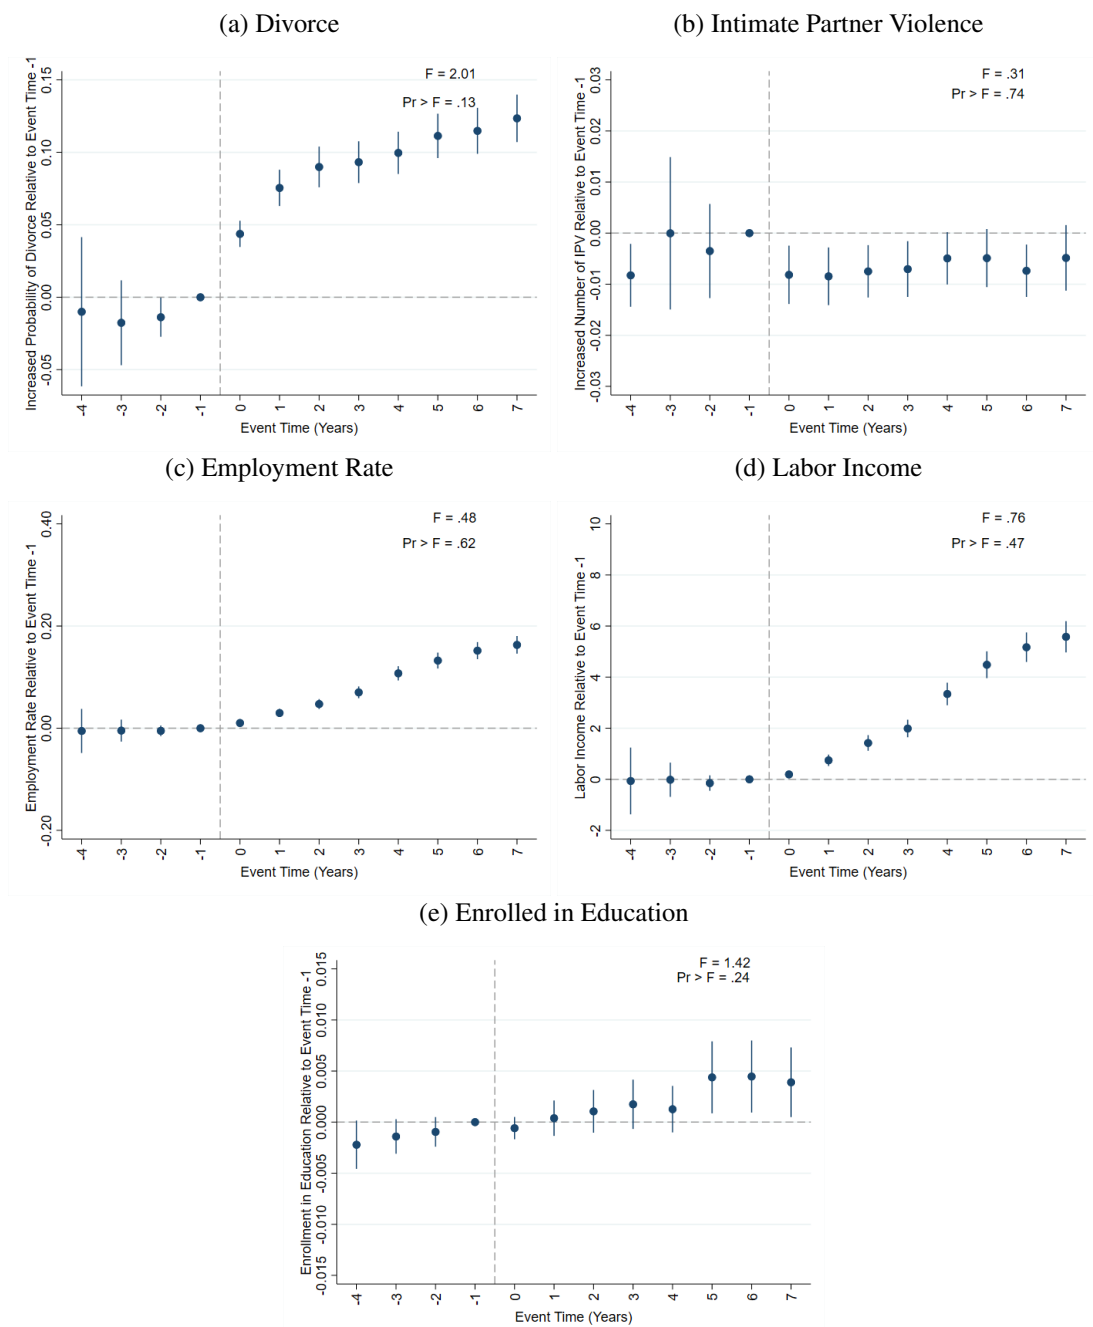 (a) Divorce
Increased Probability of Divorce Relative to Event Time -1
0.15
0.10
0.05
0.00
-0.05
F = 2.01
Pr > F = .13
-4 -3 -2 -1 0 1 2 3 4 5 6 7
Event Time (Years)
(b) Intimate Partner Violence
Increased Number of IPV Relative to Event Time -1
0.03
0.02
0.01
0.00
-0.01
-0.02
-0.03
F = .31
Pr > F = .74
-4 -3 -2 -1 0 1 2 3 4 5 6 7
Event Time (Years)
(c) Employment Rate
Employment Rate Relative to Event Time -1
0.40
0.20
0.00
-0.20
F = .48
Pr > F = .62
-4 -3 -2 -1 0 1 2 3 4 5 6 7
Event Time (Years)
(d) Labor Income
Labor Income Relative to Event Time -1
10
8
6
4
2
0
-2
F = .76
Pr > F = .47
-4 -3 -2 -1 0 1 2 3 4 5 6 7
Event Time (Years)
(e) Enrolled in Education
Enrollment in Education Relative to Event Time -1
0.015
0.010
0.005
0.000
-0.005
-0.010
-0.015
F = 1.42
Pr > F = .24
-4 -3 -2 -1 0 1 2 3 4 5 6 7
Event Time (Years)